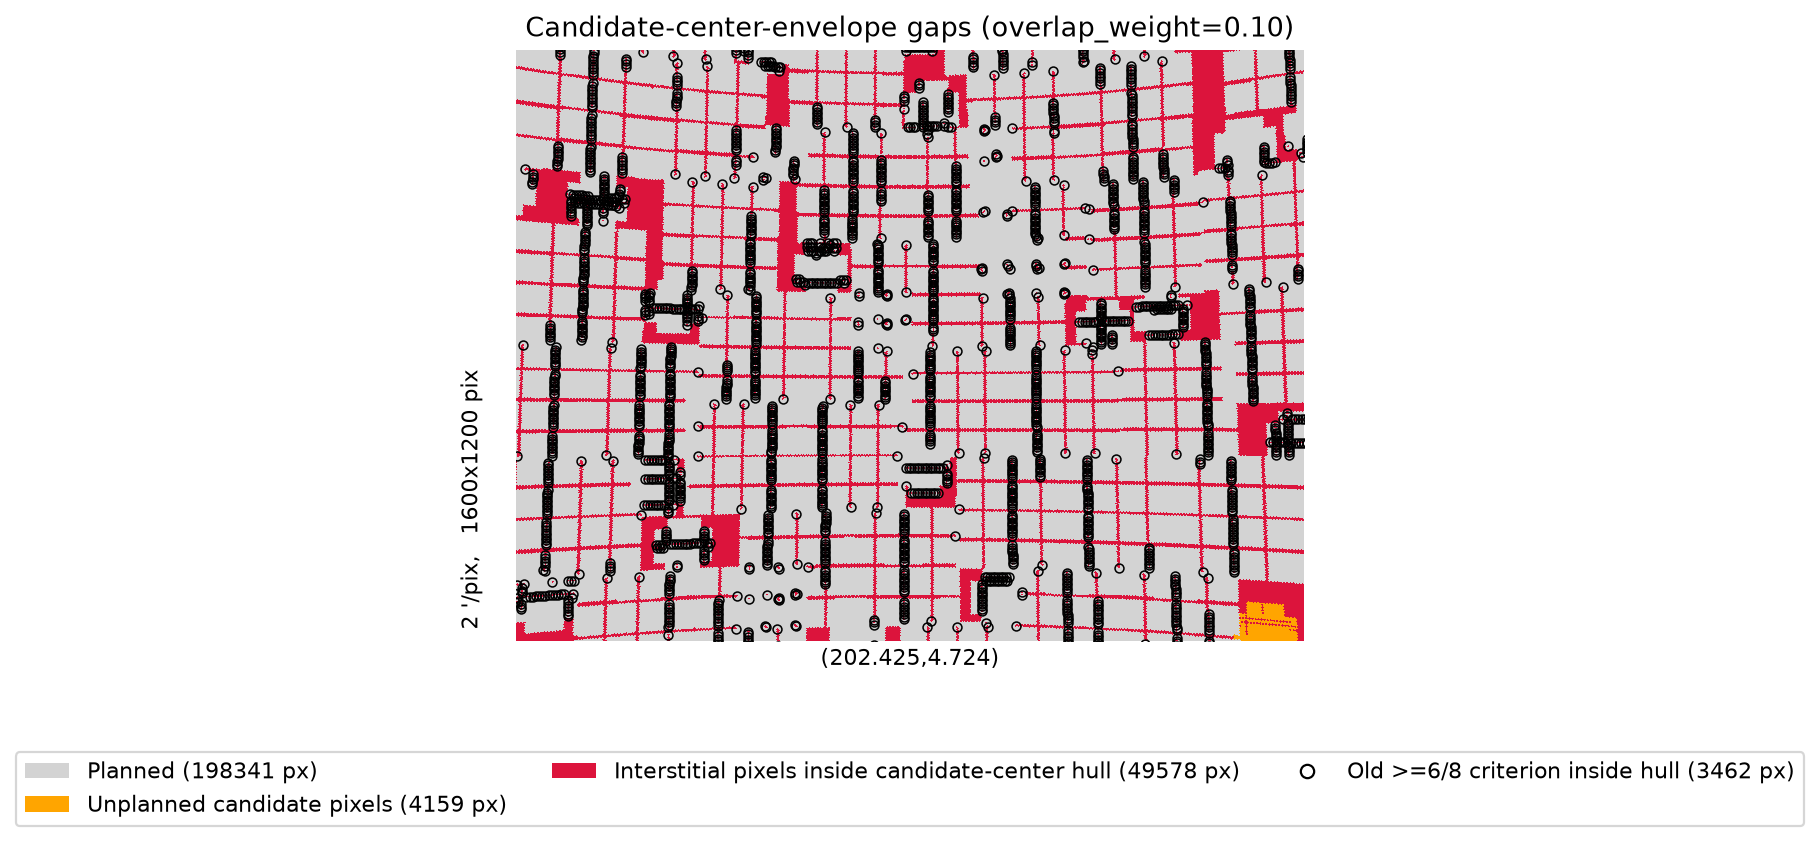 Candidate-center-envelope gaps (overlap_weight=0.10)
2 '/pix,   1600x1200 pix
(202.425,4.724)
Planned (198341 px)
Unplanned candidate pixels (4159 px)
Interstitial pixels inside candidate-center hull (49578 px)
Old >=6/8 criterion inside hull (3462 px)